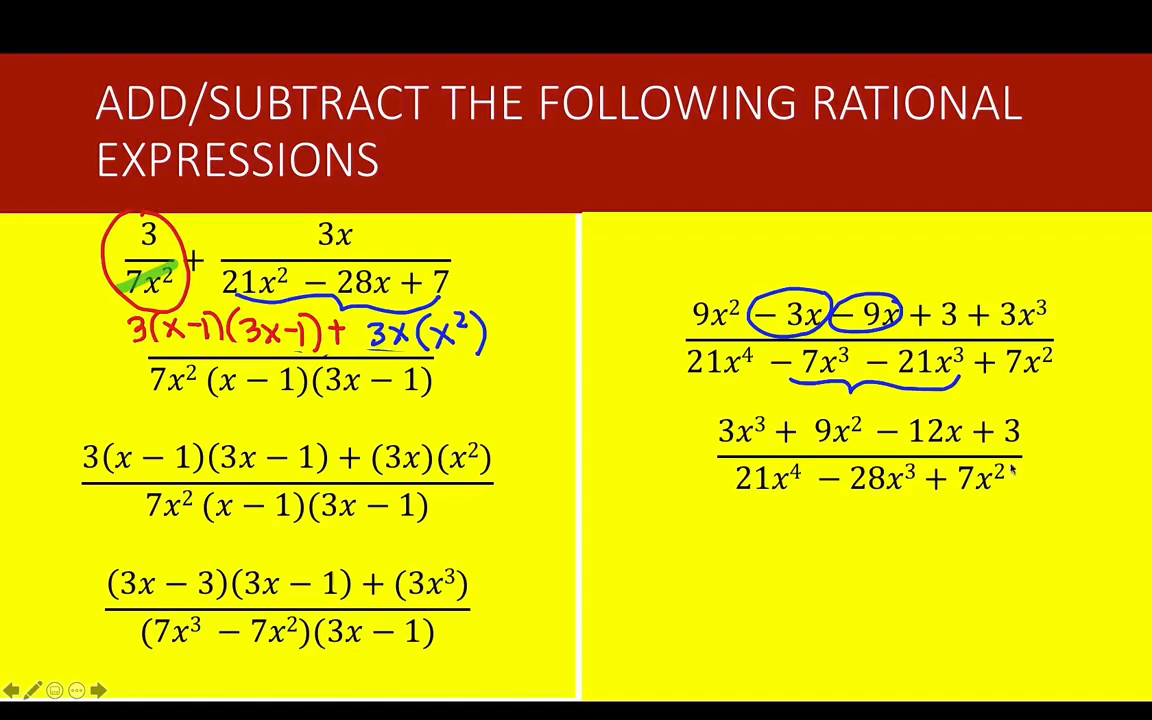 ADD/SUBTRACT THE FOLLOWING RATIONAL
EXPRESSIONS
3/7x² + 3x/(21x² − 28x + 7)
3(x−1)(3x−1) + 3x(x²)
7x² (x − 1)(3x − 1)
3(x − 1)(3x − 1) + (3x)(x²)
7x² (x − 1)(3x − 1)
(3x − 3)(3x − 1) + (3x³)
(7x³ − 7x²)(3x − 1)
9x² − 3x − 9x + 3 + 3x³
21x⁴ − 7x³ − 21x³ + 7x²
3x³ + 9x² − 12x + 3
21x⁴ − 28x³ + 7x²